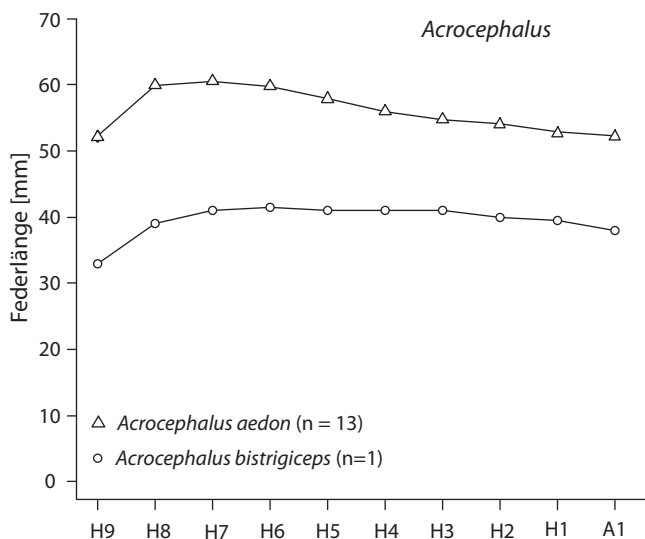 Acrocephalus
70
60
50
40
30
20
10
0
Federlänge [mm]
Acrocephalus aedon (n = 13)
Acrocephalus bistrigiceps (n=1)
H9 H8 H7 H6 H5 H4 H3 H2 H1 A1